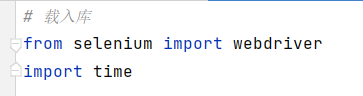 # 载入库
from selenium import webdriver
import time